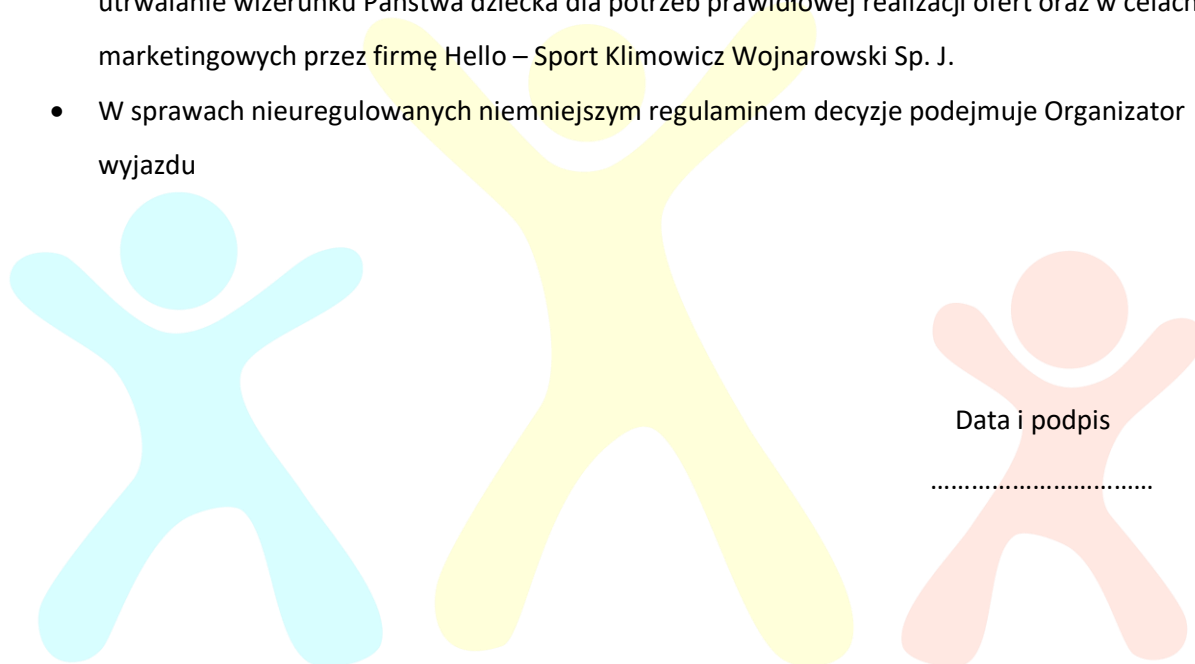 utrwalanie wizerunku Państwa dziecka dla potrzeb prawidłowej realizacji ofert oraz w celach
marketingowych przez firmę Hello – Sport Klimowicz Wojnarowski Sp. J.
• W sprawach nieuregulowanych niemniejszym regulaminem decyzje podejmuje Organizator
wyjazdu
Data i podpis
……………………………